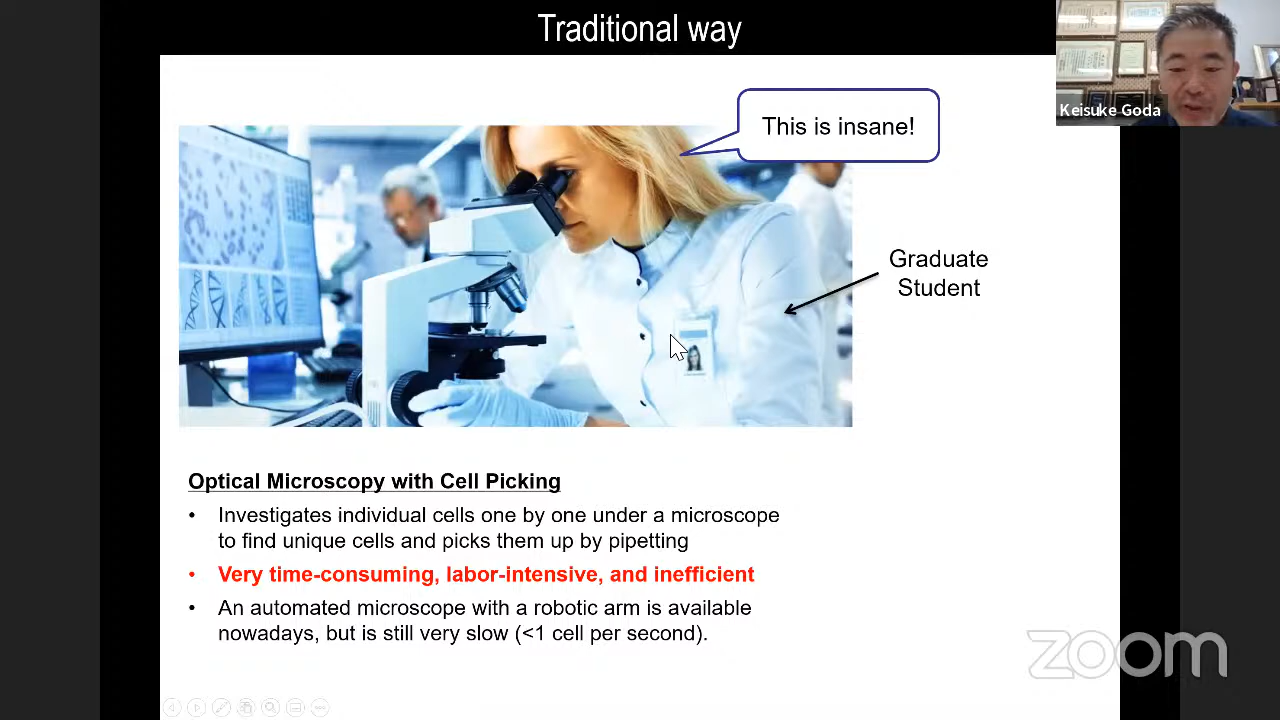 Traditional way
Keisuke Goda
This is insane!
Graduate
Student
Optical Microscopy with Cell Picking
• Investigates individual cells one by one under a microscope
to find unique cells and picks them up by pipetting
• Very time-consuming, labor-intensive, and inefficient
• An automated microscope with a robotic arm is available
nowadays, but is still very slow (<1 cell per second).
zoom